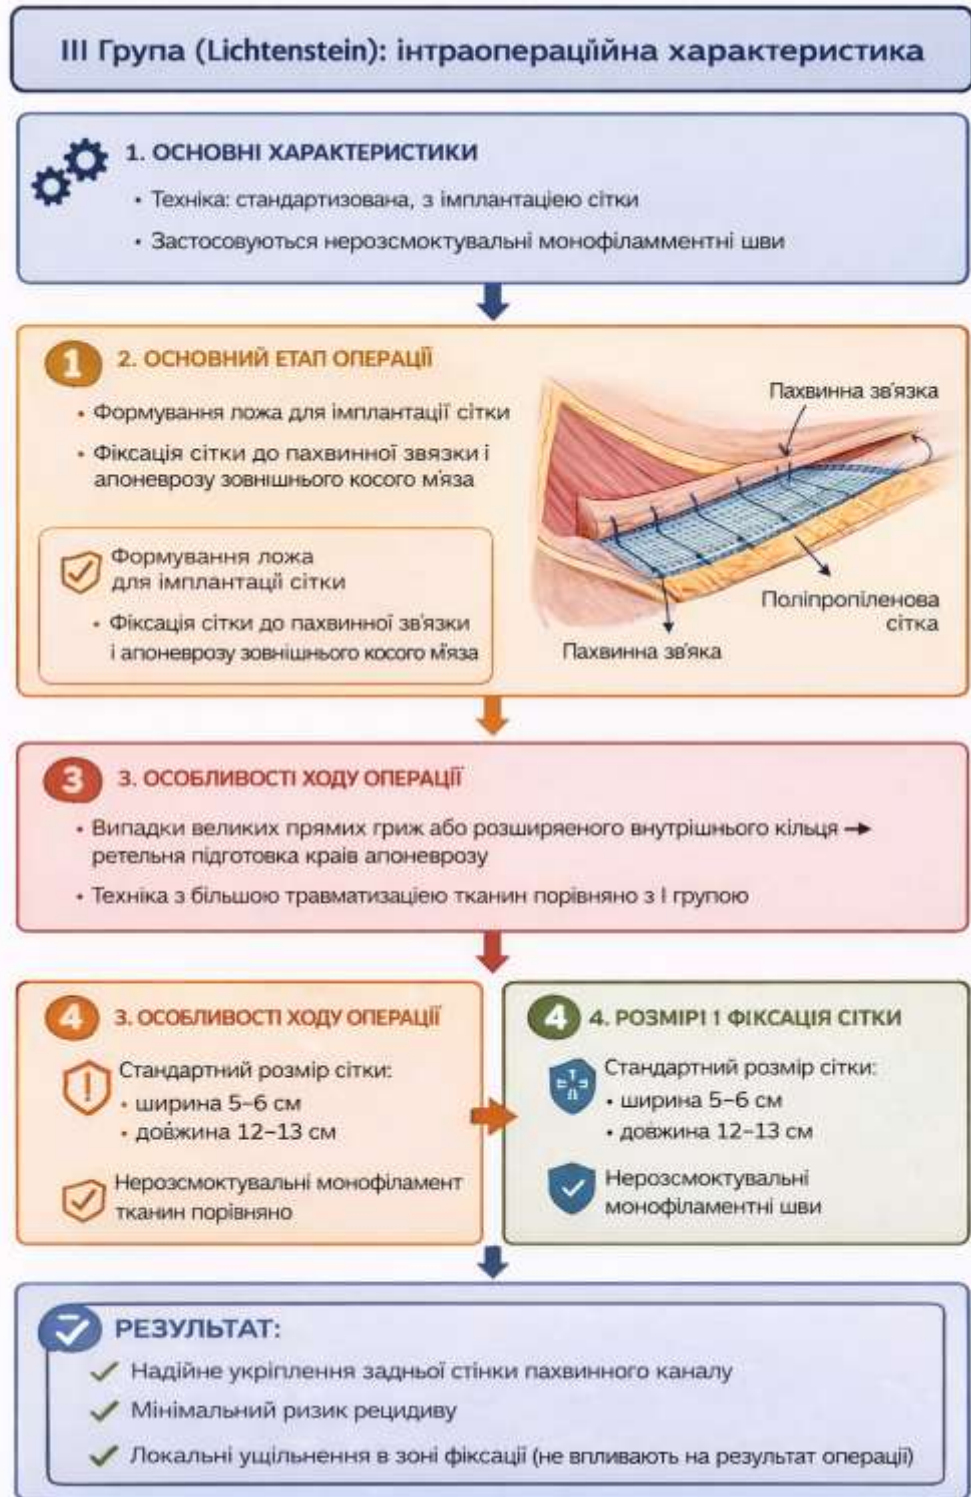 III Група (Lichtenstein): інтраопераційна характеристика
1. ОСНОВНІ ХАРАКТЕРИСТИКИ
• Техніка: стандартизована, з імплантацією сітки
• Застосовуються нерозсмоктувальні монофіламментні шви
1
2. ОСНОВНИЙ ЕТАП ОПЕРАЦІЇ
• Формування ложа для імплантації сітки
• Фіксація сітки до пахвинної звязки і
апоневрозу зовнішнього косого м'яза
Формування ложа
для імплантації сітки
• Фіксація сітки до пахвинної зв'язки
і апоневрозу зовнішнього косого м'яза
Пахвинна зв'язка
Поліпропіленова
сітка
Пахвинна зв'яка
3
3. ОСОБЛИВОСТІ ХОДУ ОПЕРАЦІЇ
• Випадки великих прямих гриж або розширяеного внутрішнього кільця →
ретельня підготовка краів апоневрозу
• Техніка з більшою травматизацією тканин порівняно з І групою
4
3. ОСОБЛИВОСТІ ХОДУ ОПЕРАЦІЇ
Стандартний розмір сітки:
• ширина 5–6 см
• довжина 12–13 см
Нерозсмоктувальні монофіламент
тканин порівняно
4
4. РОЗМІРІ 1 ФІКСАЦІЯ СІТКИ
Стандартний розмір сітки:
• ширина 5–6 см
• довжина 12–13 см
Нерозсмоктувальні
монофіламентні шви
РЕЗУЛЬТАТ:
✓ Надійне укріплення задньої стінки пахвинного каналу
✓ Мінімальний ризик рецидиву
✓ Локальні ущільнення в зоні фіксації (не впливають на результат операції)